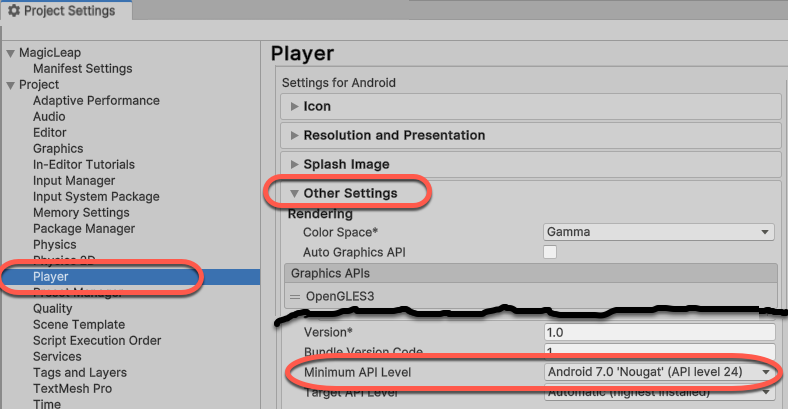 Project Settings
MagicLeap
Manifest Settings
Project
Adaptive Performance
Audio
Editor
Graphics
In-Editor Tutorials
Input Manager
Input System Package
Memory Settings
Package Manager
Physics
Physics 2D
Player
Preset Manager
Quality
Scene Template
Script Execution Order
Services
Tags and Layers
TextMesh Pro
Time
Player
Settings for Android
Icon
Resolution and Presentation
Splash Image
Other Settings
Rendering
Color Space* Gamma
Auto Graphics API
Graphics APIs
OpenGLES3
Version* 1.0
Bundle Version Code 1
Minimum API Level Android 7.0 'Nougat' (API level 24)
Target API Level Automatic (highest installed)